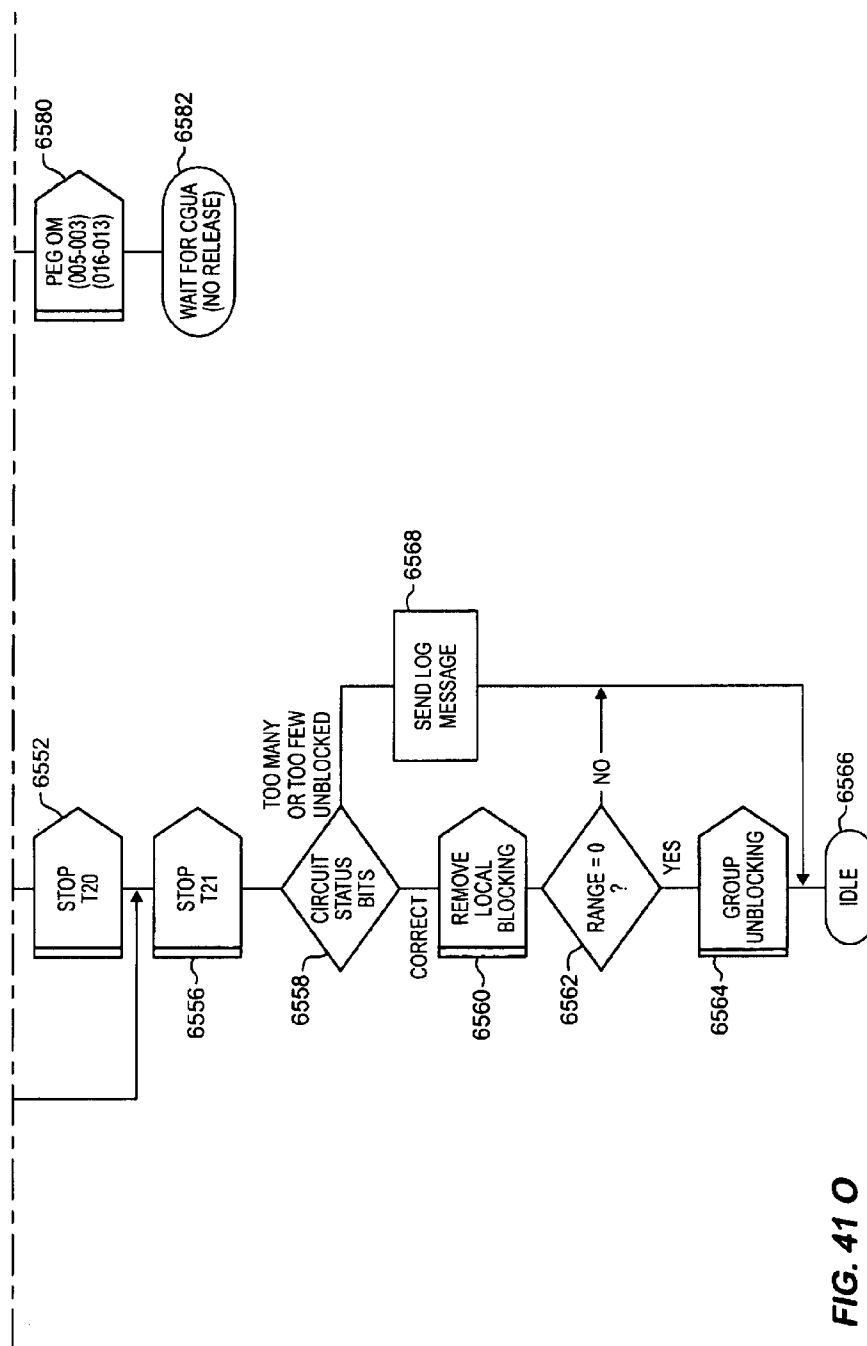 6552
STOP
T20
6580
PEG OM
(005-003)
(016-013)
6556
STOP
T21
6582
WAIT FOR CGUA
(NO RELEASE)
6558
CIRCUIT
STATUS
BITS
TOO MANY
OR TOO FEW
UNBLOCKED
CORRECT
6568
SEND LOG
MESSAGE
6560
REMOVE
LOCAL
BLOCKING
6562
RANGE = 0
?
NO
YES
6564
GROUP
UNBLOCKING
6566
IDLE
FIG. 41 O